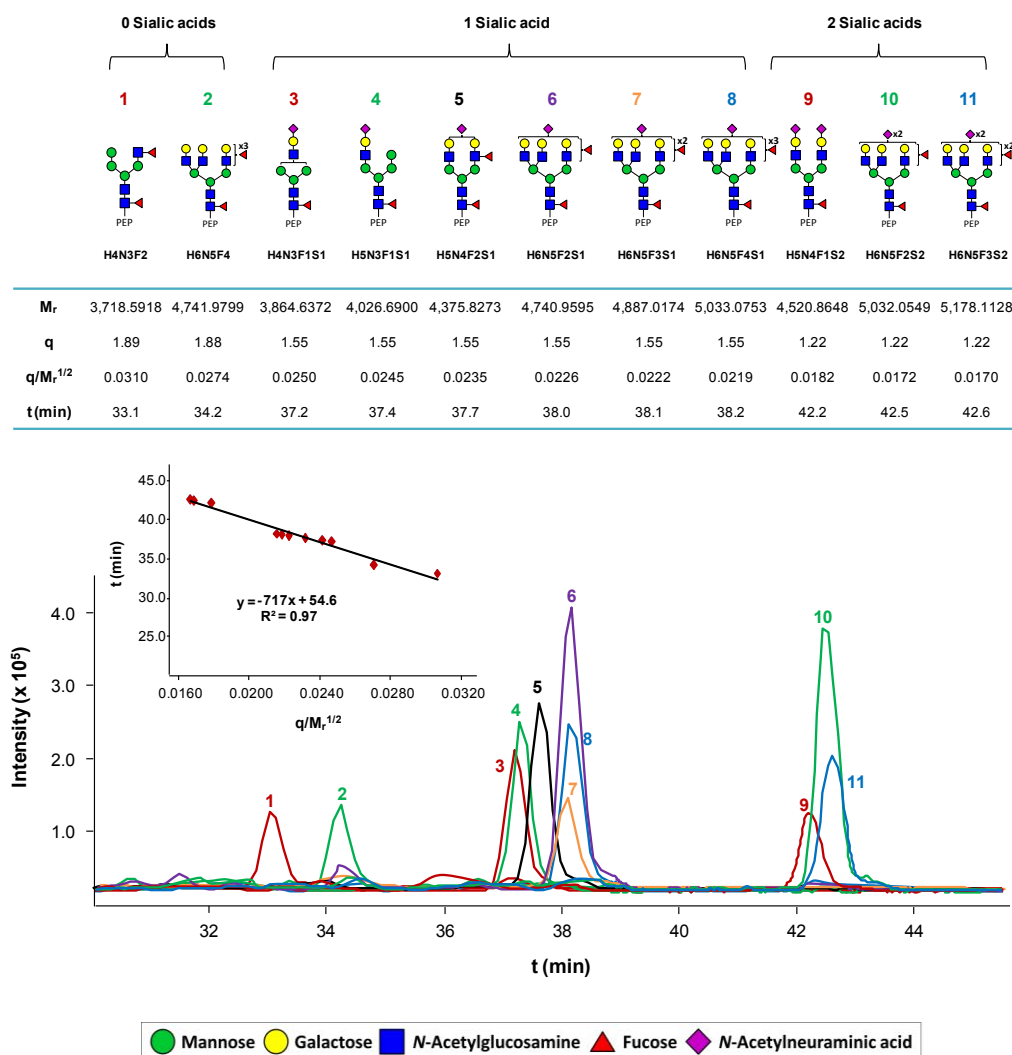 0 Sialic acids 1 Sialic acid 2 Sialic acids
1 2 3 4 5 6 7 8 9 10 11
x3 x2 x3 x2 x2 x2
PEP PEP PEP PEP PEP PEP PEP PEP PEP PEP PEP
H4N3F2 H6N5F4 H4N3F1S1 H5N3F1S1 H5N4F2S1 H6N5F2S1 H6N5F3S1 H6N5F4S1 H5N4F1S2 H6N5F2S2 H6N5F3S2
Mr 3,718.5918 4,741.9799 3,864.6372 4,026.6900 4,375.8273 4,740.9595 4,887.0174 5,033.0753 4,520.8648 5,032.0549 5,178.1128
q 1.89 1.88 1.55 1.55 1.55 1.55 1.55 1.55 1.22 1.22 1.22
q/Mr1/2 0.0310 0.0274 0.0250 0.0245 0.0235 0.0226 0.0222 0.0219 0.0182 0.0172 0.0170
t (min) 33.1 34.2 37.2 37.4 37.7 38.0 38.1 38.2 42.2 42.5 42.6
45.0
40.0
35.0
30.0
25.0
t (min)
y = -717x + 54.6
R² = 0.97
0.0160 0.0200 0.0240 0.0280 0.0320
q/Mr1/2
4.0
3.0
2.0
1.0
Intensity (x 10⁵)
1 2 3 4 5 6 7 8 9 10 11
32 34 36 38 40 42 44
t (min)
Mannose Galactose N-Acetylglucosamine Fucose N-Acetylneuraminic acid